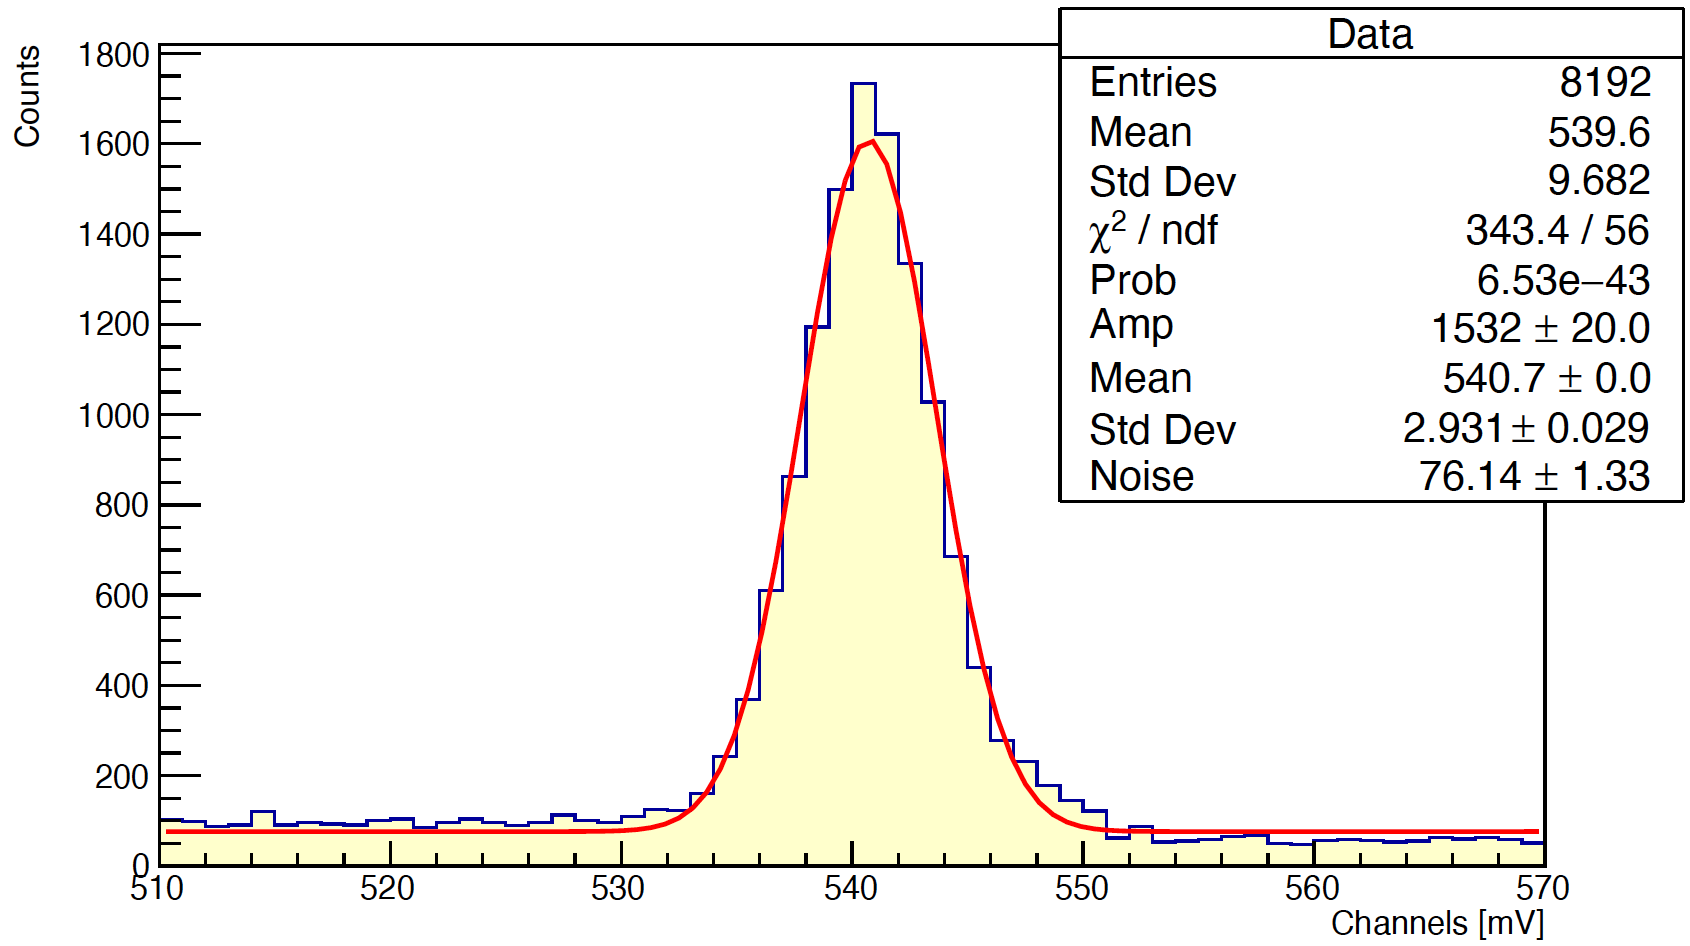 Data
Entries 8192
Mean 539.6
Std Dev 9.682
χ² / ndf 343.4 / 56
Prob 6.53e−43
Amp 1532 ± 20.0
Mean 540.7 ± 0.0
Std Dev 2.931 ± 0.029
Noise 76.14 ± 1.33
Counts
1800
1600
1400
1200
1000
800
600
400
200
0
510 520 530 540 550 560 570
Channels [mV]